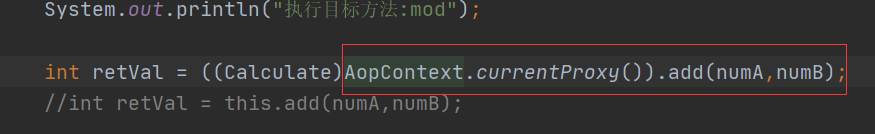 System.out.println("执行目标方法:mod");
int retVal = ((Calculate)AopContext.currentProxy()).add(numA,numB);
//int retVal = this.add(numA,numB);